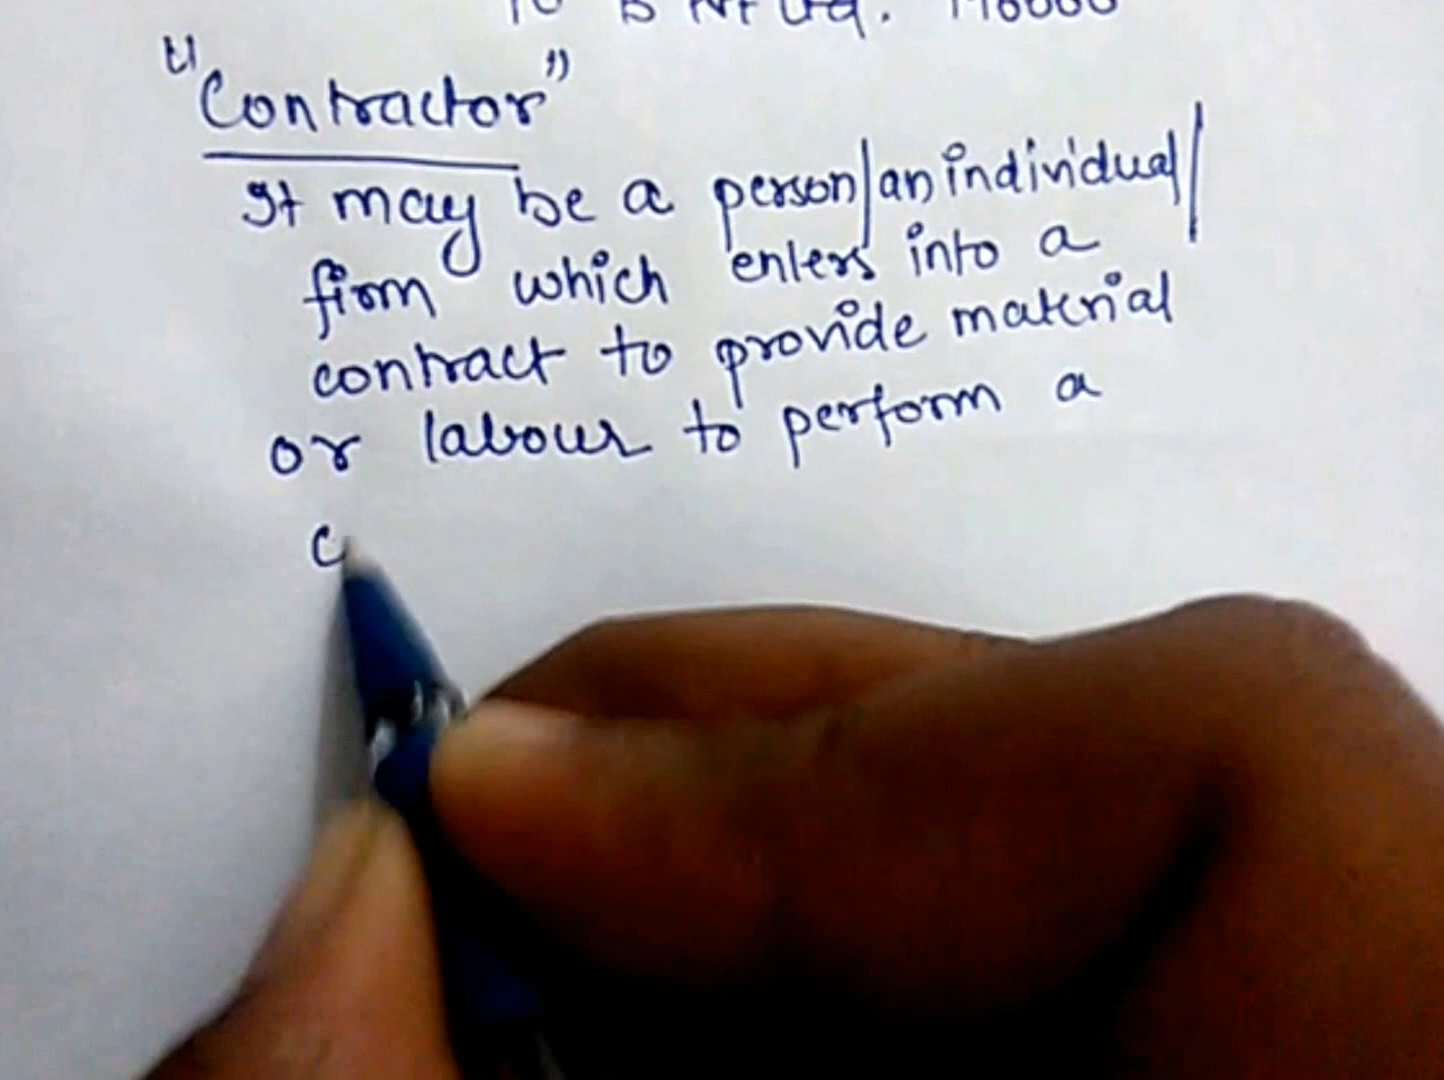 "Contractor"
It may be a person/an individual/
firm which enters into a
contract to provide material
or labour to perform a
c